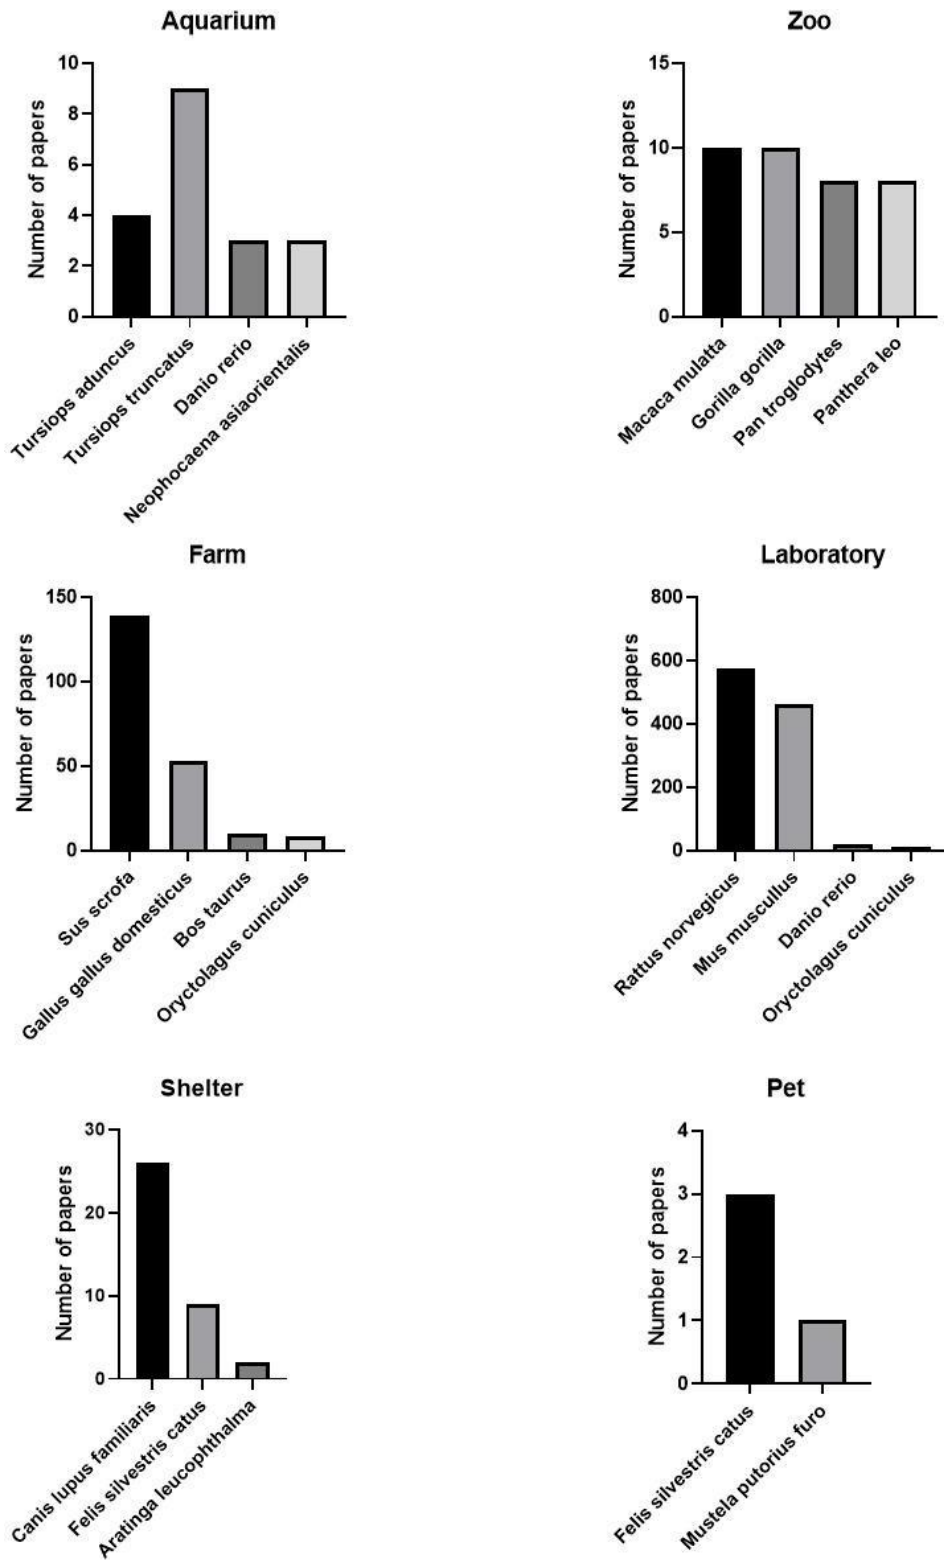 Aquarium
Number of papers
10
8
6
4
2
0
Tursiops aduncus
Tursiops truncatus
Danio rerio
Neophocaena asiaorientalis
Zoo
Number of papers
15
10
5
0
Macaca mulatta
Gorilla gorilla
Pan troglodytes
Panthera leo
Farm
Number of papers
150
100
50
0
Sus scrofa
Gallus gallus domesticus
Bos taurus
Oryctolagus cuniculus
Laboratory
Number of papers
800
600
400
200
0
Rattus norvegicus
Mus muscullus
Danio rerio
Oryctolagus cuniculus
Shelter
Number of papers
30
20
10
0
Canis lupus familiaris
Felis silvestris catus
Aratinga leucophthalma
Pet
Number of papers
4
3
2
1
0
Felis silvestris catus
Mustela putorius furo